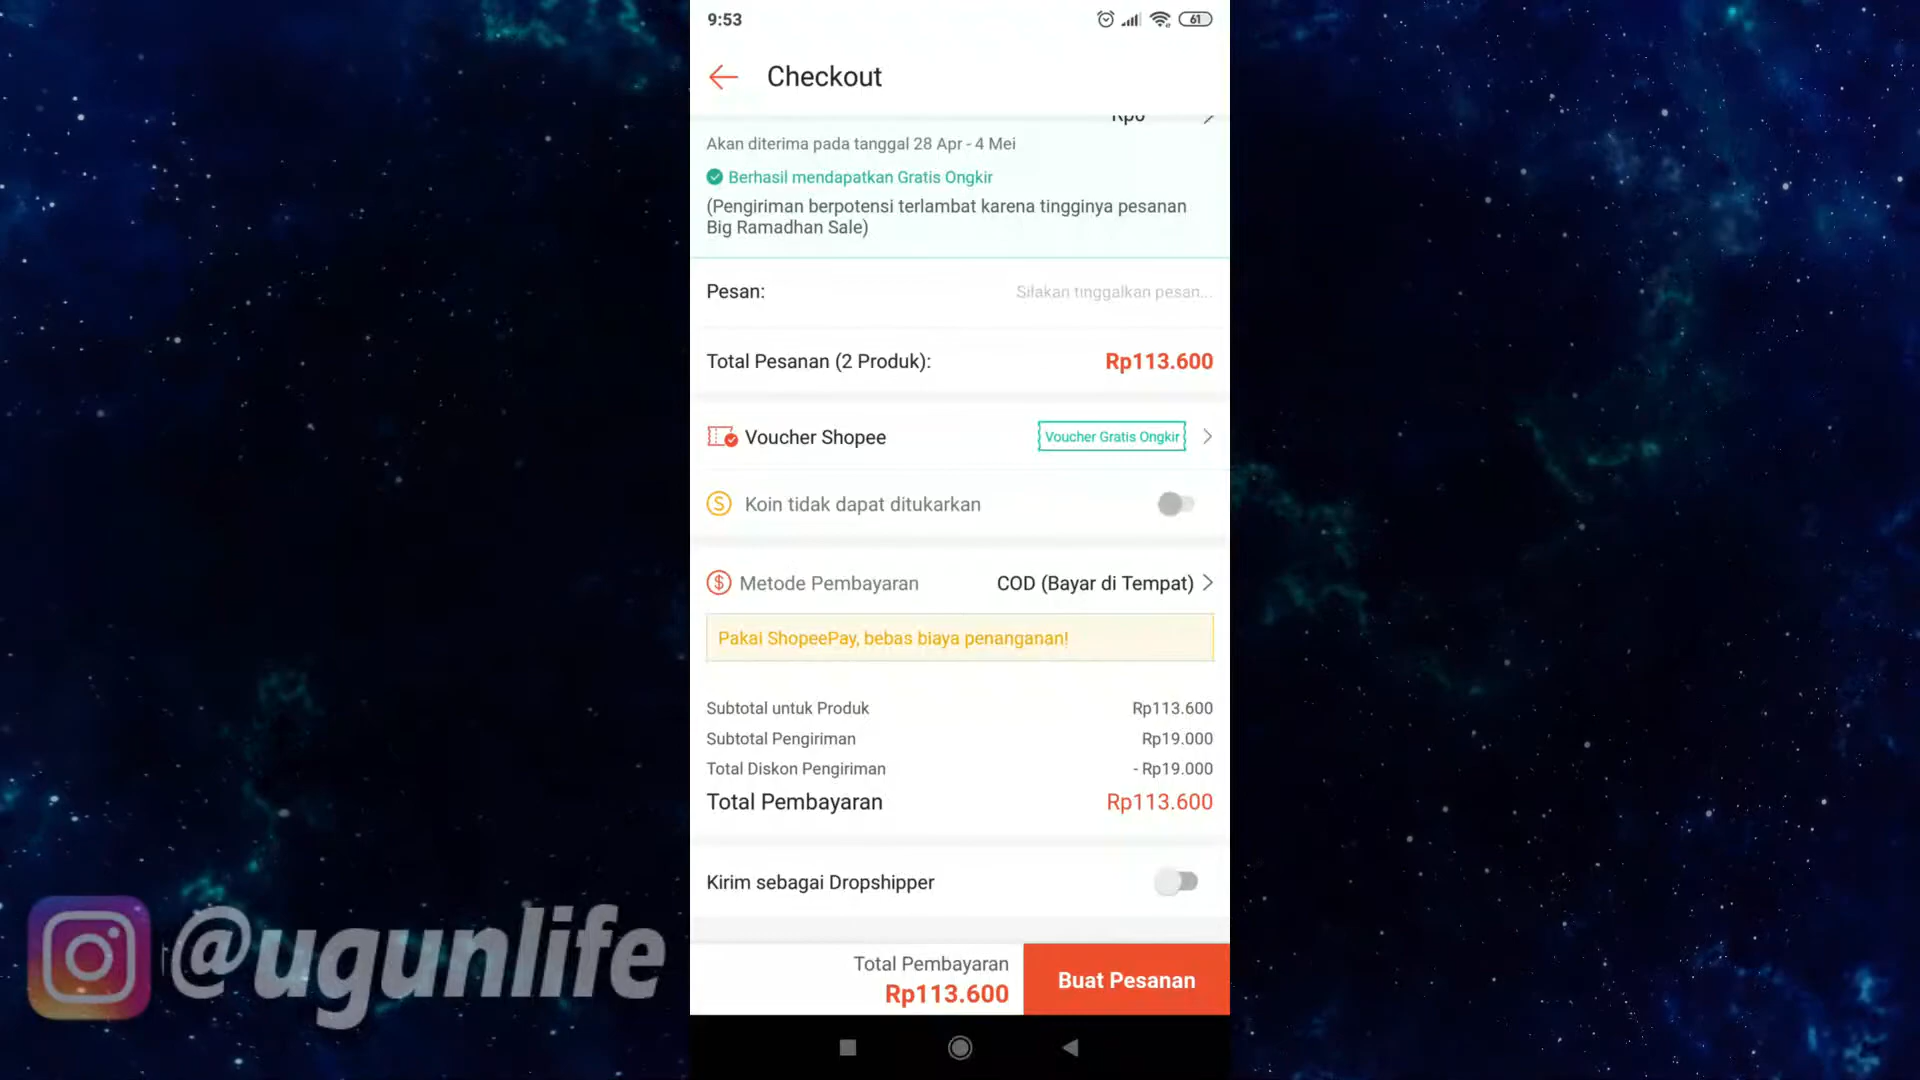 9:53
61
Checkout
Rp0
Akan diterima pada tanggal 28 Apr - 4 Mei
Berhasil mendapatkan Gratis Ongkir
(Pengiriman berpotensi terlambat karena tingginya pesanan
Big Ramadhan Sale)
Pesan:
Silakan tinggalkan pesan...
Total Pesanan (2 Produk):
Rp113.600
Voucher Shopee
Voucher Gratis Ongkir
Koin tidak dapat ditukarkan
Metode Pembayaran
COD (Bayar di Tempat)
Pakai ShopeePay, bebas biaya penanganan!
Subtotal untuk Produk
Rp113.600
Subtotal Pengiriman
Rp19.000
Total Diskon Pengiriman
- Rp19.000
Total Pembayaran
Rp113.600
Kirim sebagai Dropshipper
Total Pembayaran
Rp113.600
Buat Pesanan
@ugunlife